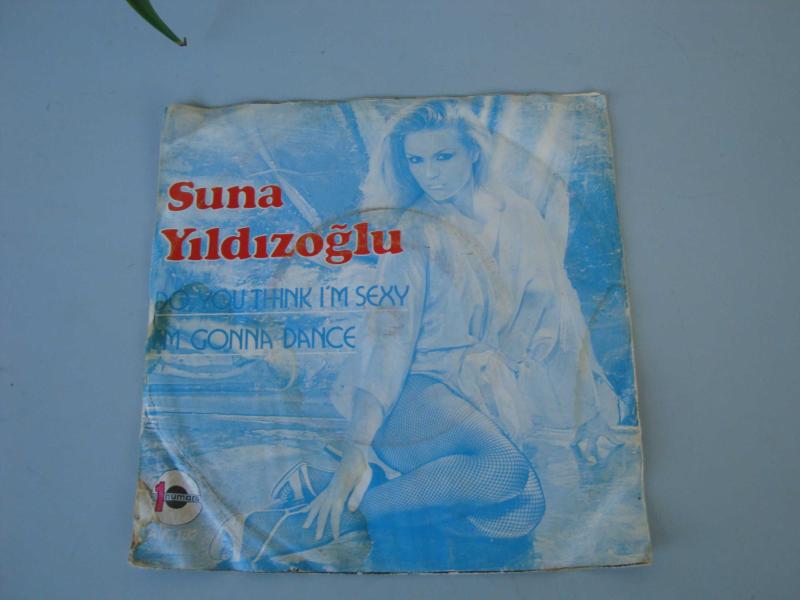 STEREO
Suna
Yıldızoğlu
DO YOU THINK I'M SEXY
I'M GONNA DANCE
1 numara